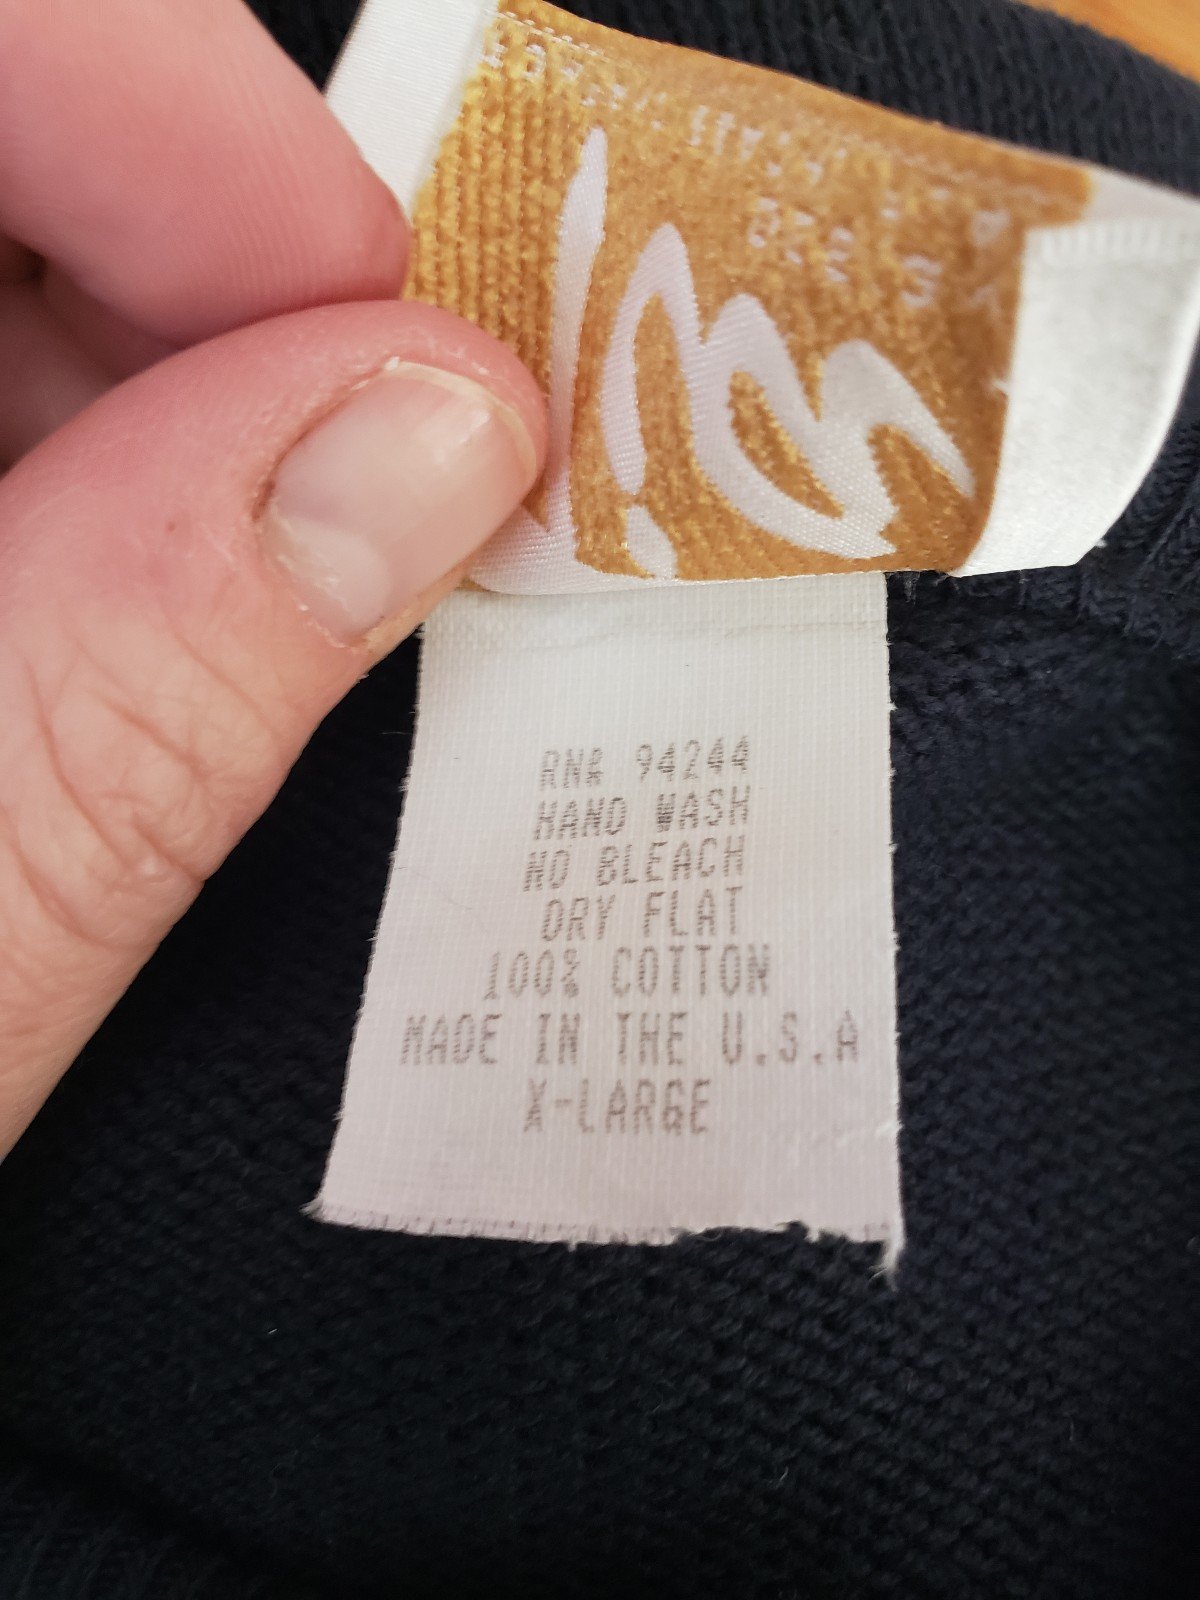 RN& 94244
HAND WASH
NO BLEACH
DRY FLAT
100% COTTON
MADE IN THE U.S.A
X-LARGE